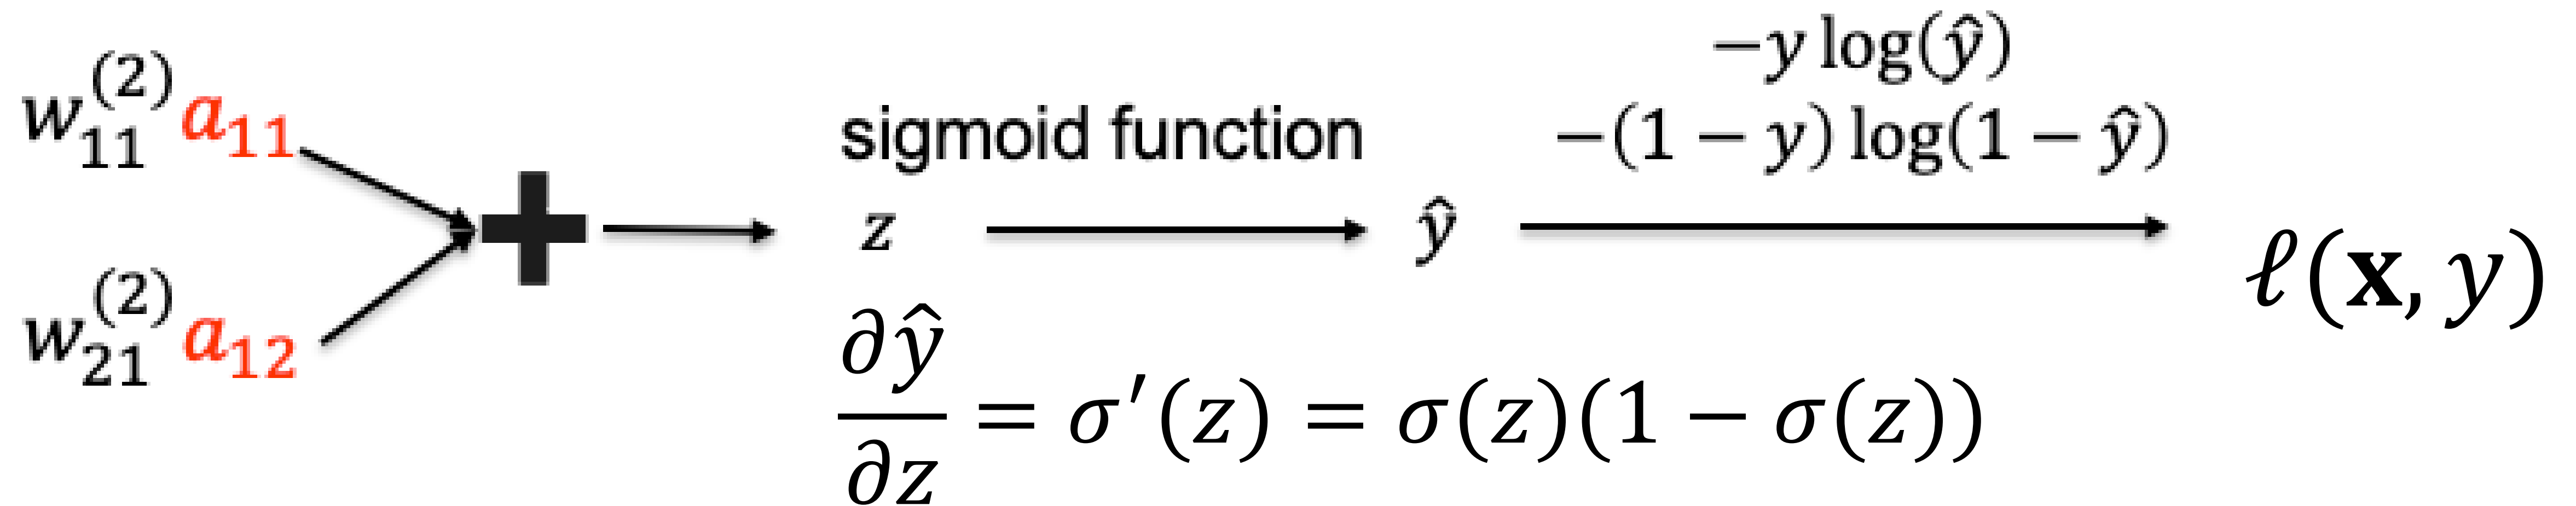 −y log(ŷ)
w₁₁⁽²⁾a₁₁
sigmoid function
−(1 − y) log(1 − ŷ)
+
z
ŷ
ℓ(𝐱, y)
w₂₁⁽²⁾a₁₂
∂ŷ/∂z = σ′(z) = σ(z)(1 − σ(z))